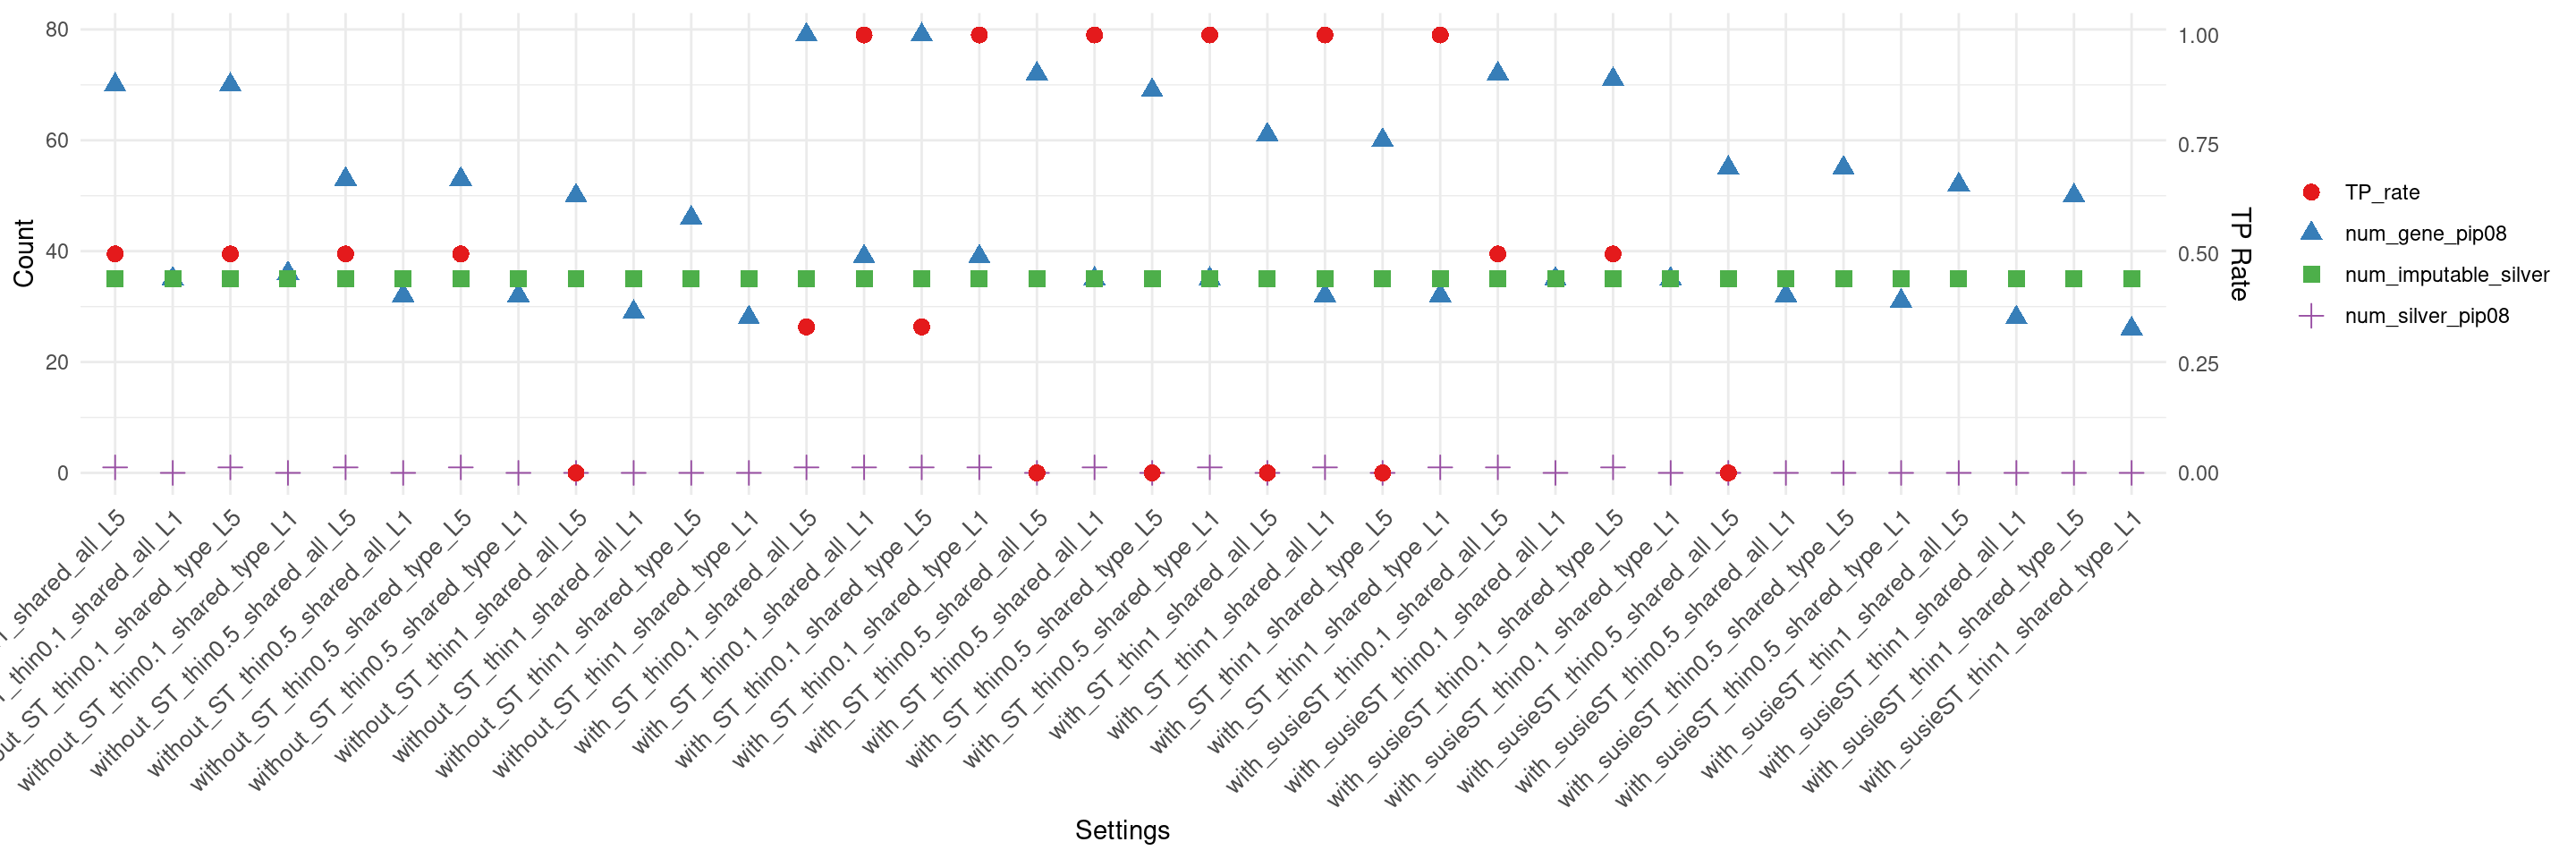 Count
80
60
40
20
0
1.00
0.75
0.50
0.25
0.00
TP Rate
TP_rate
num_gene_pip08
num_imputable_silver
num_silver_pip08
1_shared_all_L5
_thin0.1_shared_all_L1
ut_ST_thin0.1_shared_type_L5
without_ST_thin0.1_shared_type_L1
without_ST_thin0.5_shared_all_L5
without_ST_thin0.5_shared_all_L1
without_ST_thin0.5_shared_type_L5
without_ST_thin0.5_shared_type_L1
without_ST_thin1_shared_all_L5
without_ST_thin1_shared_all_L1
without_ST_thin1_shared_type_L5
without_ST_thin1_shared_type_L1
with_ST_thin0.1_shared_all_L5
with_ST_thin0.1_shared_all_L1
with_ST_thin0.1_shared_type_L5
with_ST_thin0.1_shared_type_L1
with_ST_thin0.5_shared_all_L5
with_ST_thin0.5_shared_all_L1
with_ST_thin0.5_shared_type_L5
with_ST_thin0.5_shared_type_L1
with_ST_thin1_shared_all_L5
with_ST_thin1_shared_all_L1
with_ST_thin1_shared_type_L5
with_ST_thin1_shared_type_L1
with_susieST_thin0.1_shared_all_L5
with_susieST_thin0.1_shared_all_L1
with_susieST_thin0.1_shared_type_L5
with_susieST_thin0.1_shared_type_L1
with_susieST_thin0.5_shared_all_L5
with_susieST_thin0.5_shared_all_L1
with_susieST_thin0.5_shared_type_L5
with_susieST_thin0.5_shared_type_L1
with_susieST_thin1_shared_all_L5
with_susieST_thin1_shared_all_L1
with_susieST_thin1_shared_type_L5
with_susieST_thin1_shared_type_L1
Settings